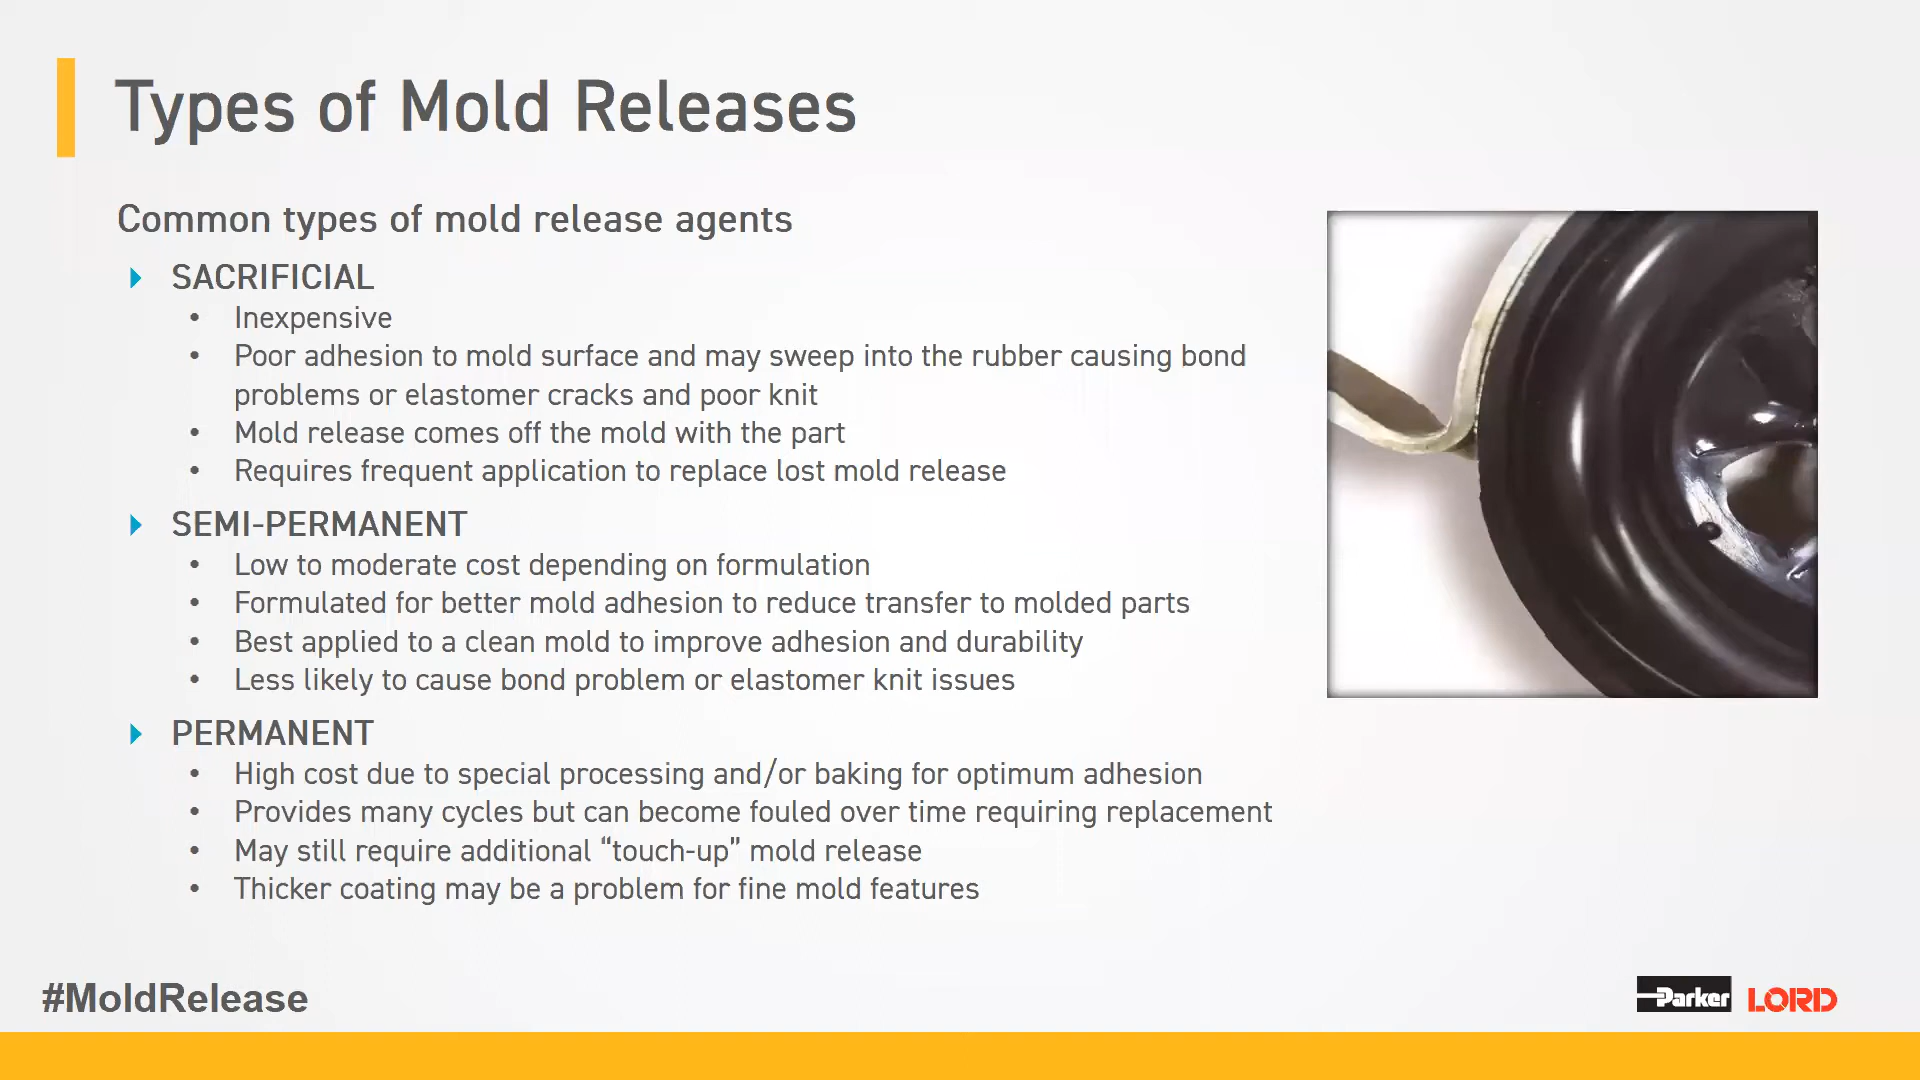 Types of Mold Releases
Common types of mold release agents
SACRIFICIAL
• Inexpensive
• Poor adhesion to mold surface and may sweep into the rubber causing bond
problems or elastomer cracks and poor knit
• Mold release comes off the mold with the part
• Requires frequent application to replace lost mold release
SEMI-PERMANENT
• Low to moderate cost depending on formulation
• Formulated for better mold adhesion to reduce transfer to molded parts
• Best applied to a clean mold to improve adhesion and durability
• Less likely to cause bond problem or elastomer knit issues
PERMANENT
• High cost due to special processing and/or baking for optimum adhesion
• Provides many cycles but can become fouled over time requiring replacement
• May still require additional “touch-up” mold release
• Thicker coating may be a problem for fine mold features
#MoldRelease
Parker LORD